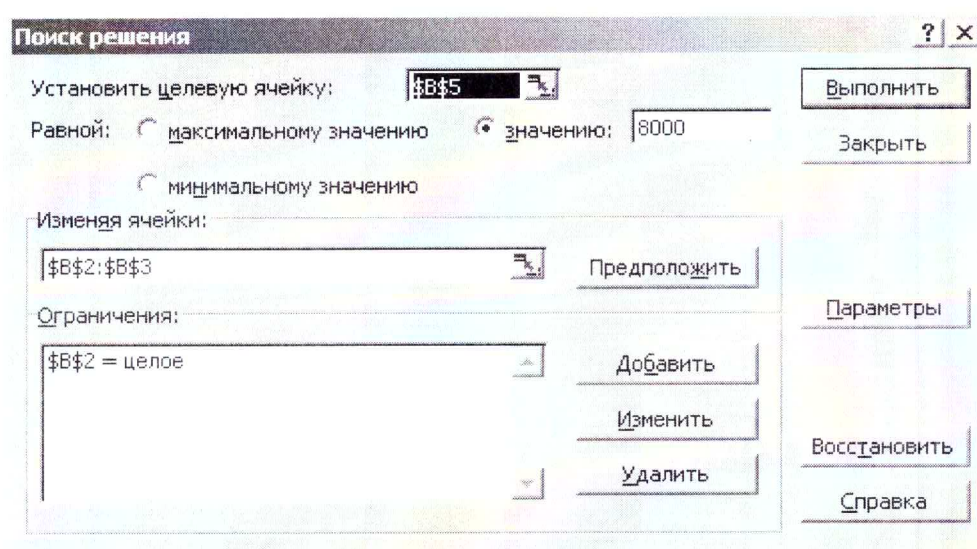 Поиск решения ? ×
Установить целевую ячейку: $B$5 Выполнить
Равной: максимальному значению значению: 8000 Закрыть
минимальному значению
Изменяя ячейки:
$B$2:$B$3 Предположить
Ограничения: Параметры
$B$2 = целое Добавить
Изменить
Восстановить
Удалить
Справка